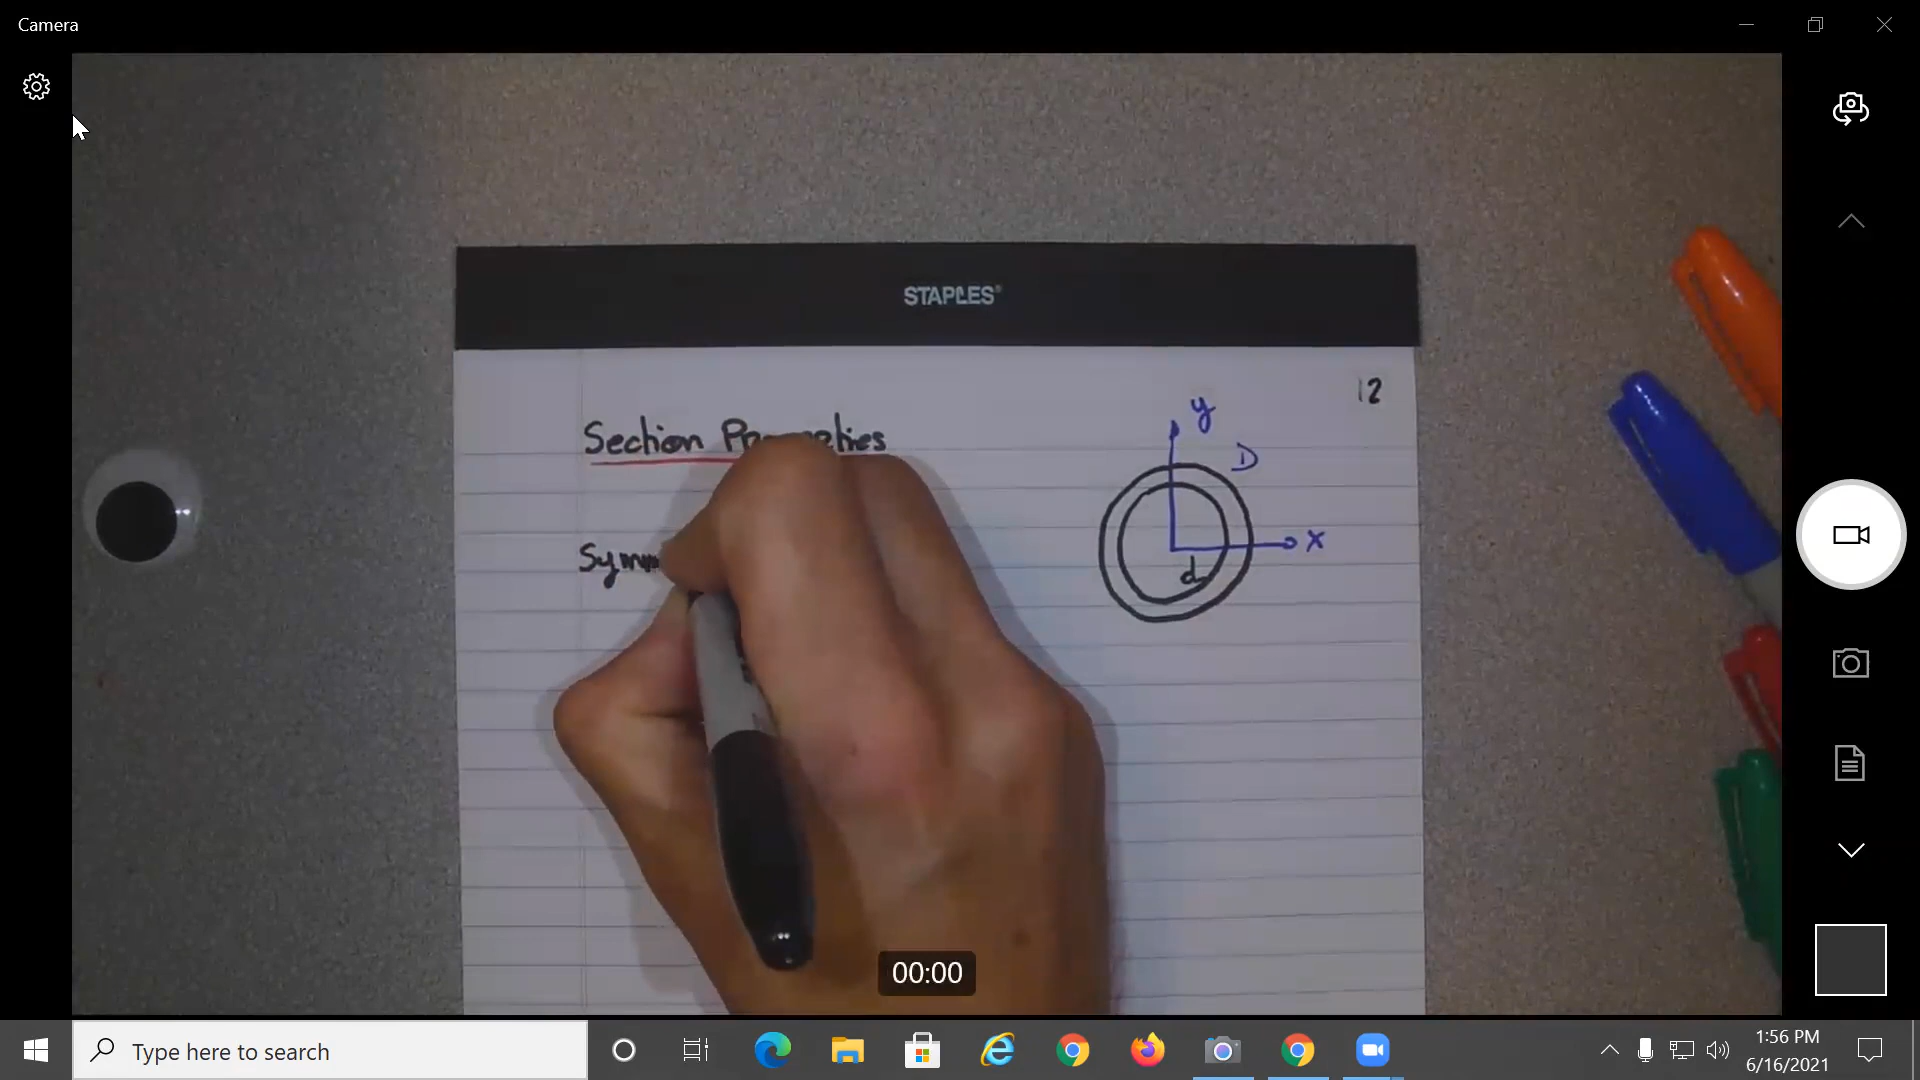 Camera
STAPLES®
12
Section
y
D
x
d
00:00
Type here to search
1:56 PM
6/16/2021